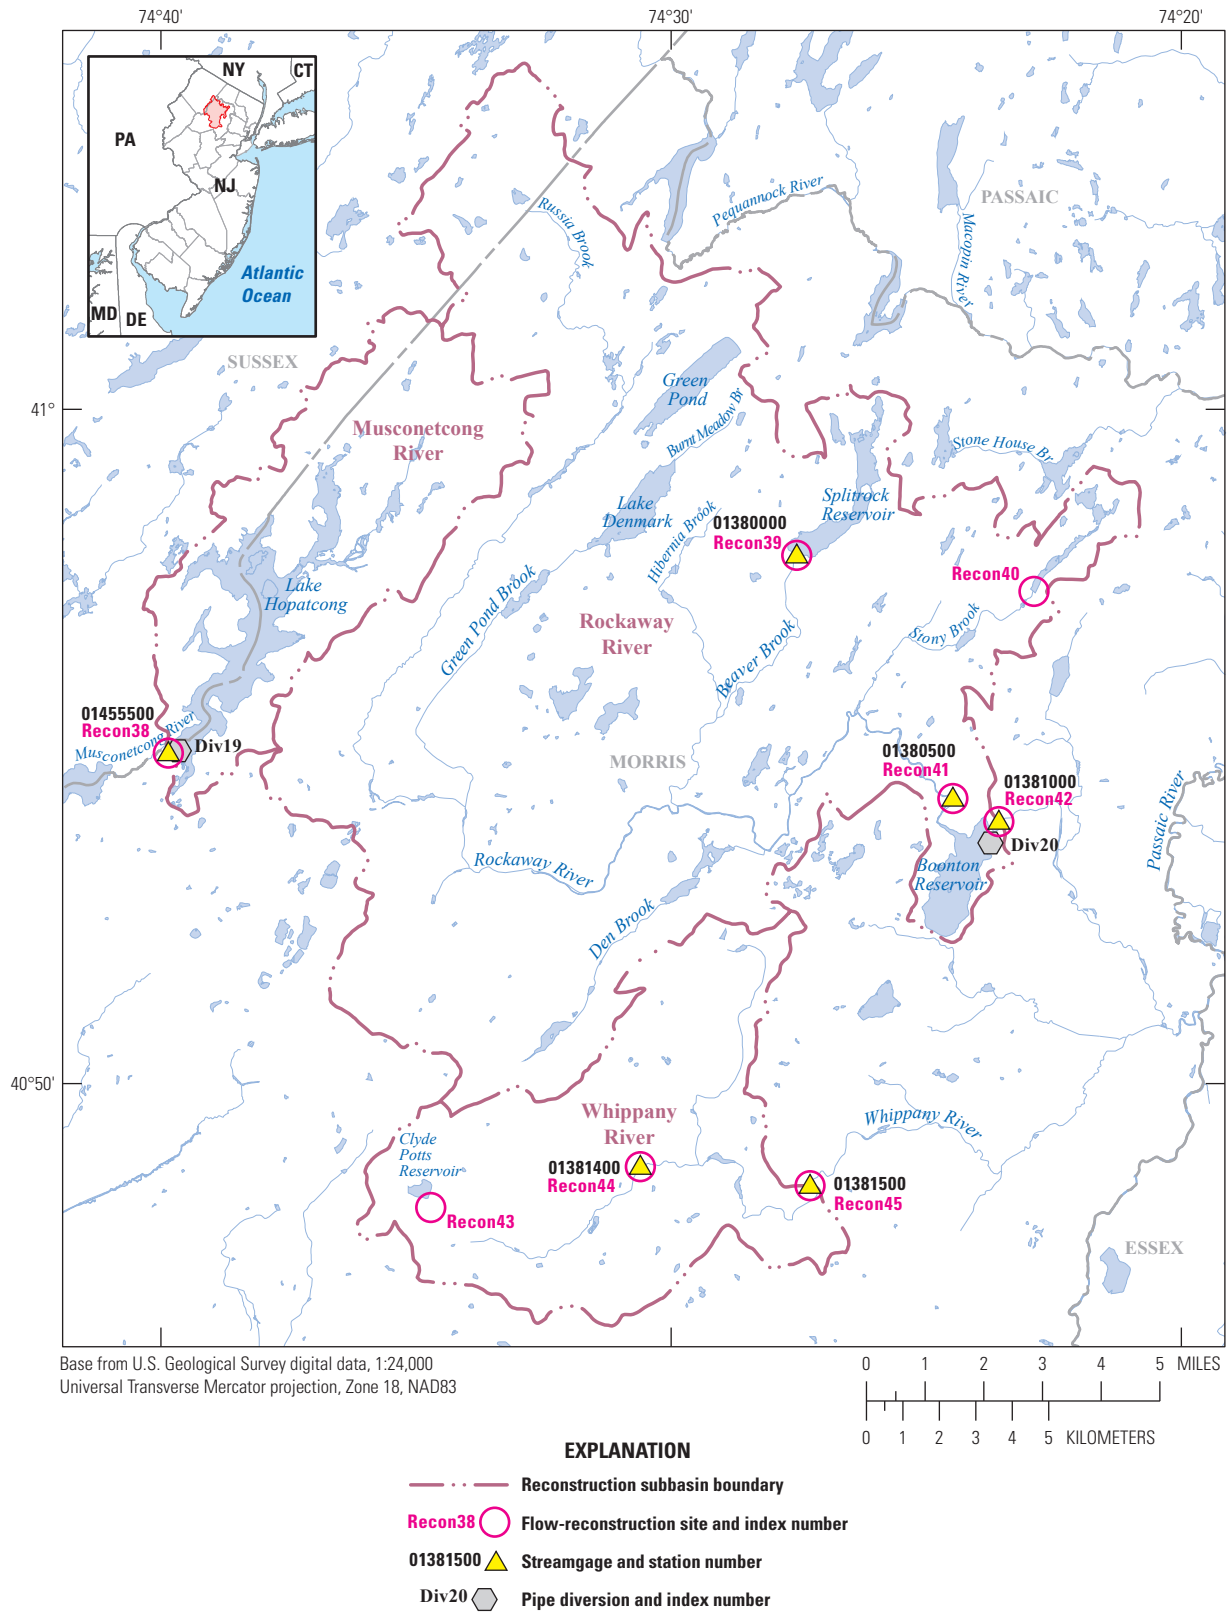 74°40'
74°30'
74°20'
NY
CT
PA
NJ
Atlantic
Ocean
MD
DE
SUSSEX
Russia Brook
Pequannock River
PASSAIC
Macopin River
41°
Green
Pond
Burnt Meadow Br
Musconetcong
River
Stone House Br
Lake
Denmark
Splitrock
Reservoir
Hibernia Brook
01380000
Recon39
Recon40
Lake
Hopatcong
Green Pond Brook
Rockaway
River
Stony Brook
Beaver Brook
01455500
Recon38
Musconetcong River
Div19
MORRIS
01380500
Recon41
01381000
Recon42
Div20
Passaic River
Rockaway River
Boonton
Reservoir
Den Brook
40°50'
Whippany
River
Whippany River
Clyde
Potts
Reservoir
01381400
Recon44
01381500
Recon45
Recon43
ESSEX
Base from U.S. Geological Survey digital data, 1:24,000
Universal Transverse Mercator projection, Zone 18, NAD83
0 1 2 3 4 5 MILES
0 1 2 3 4 5 KILOMETERS
EXPLANATION
Reconstruction subbasin boundary
Recon38 Flow-reconstruction site and index number
01381500 Streamgage and station number
Div20 Pipe diversion and index number